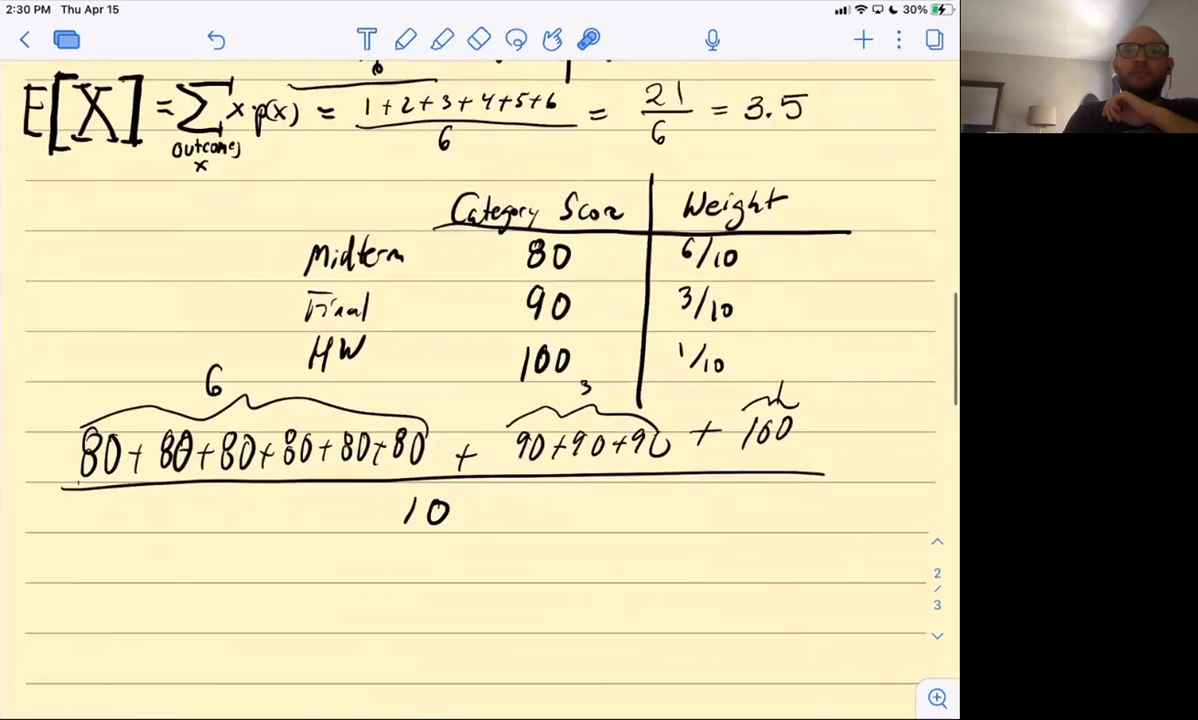 2:30 PM Thu Apr 15
30%
E[X] = ∑ x·p(x) = 1+2+3+4+5+6 / 6 = 21 / 6 = 3.5
outcomes
x
Category Score Weight
Midterm 80 6/10
Final 90 3/10
HW 100 1/10
6 3
80+80+80+80+80+80 + 90+90+90 + 100
10
2
/
3